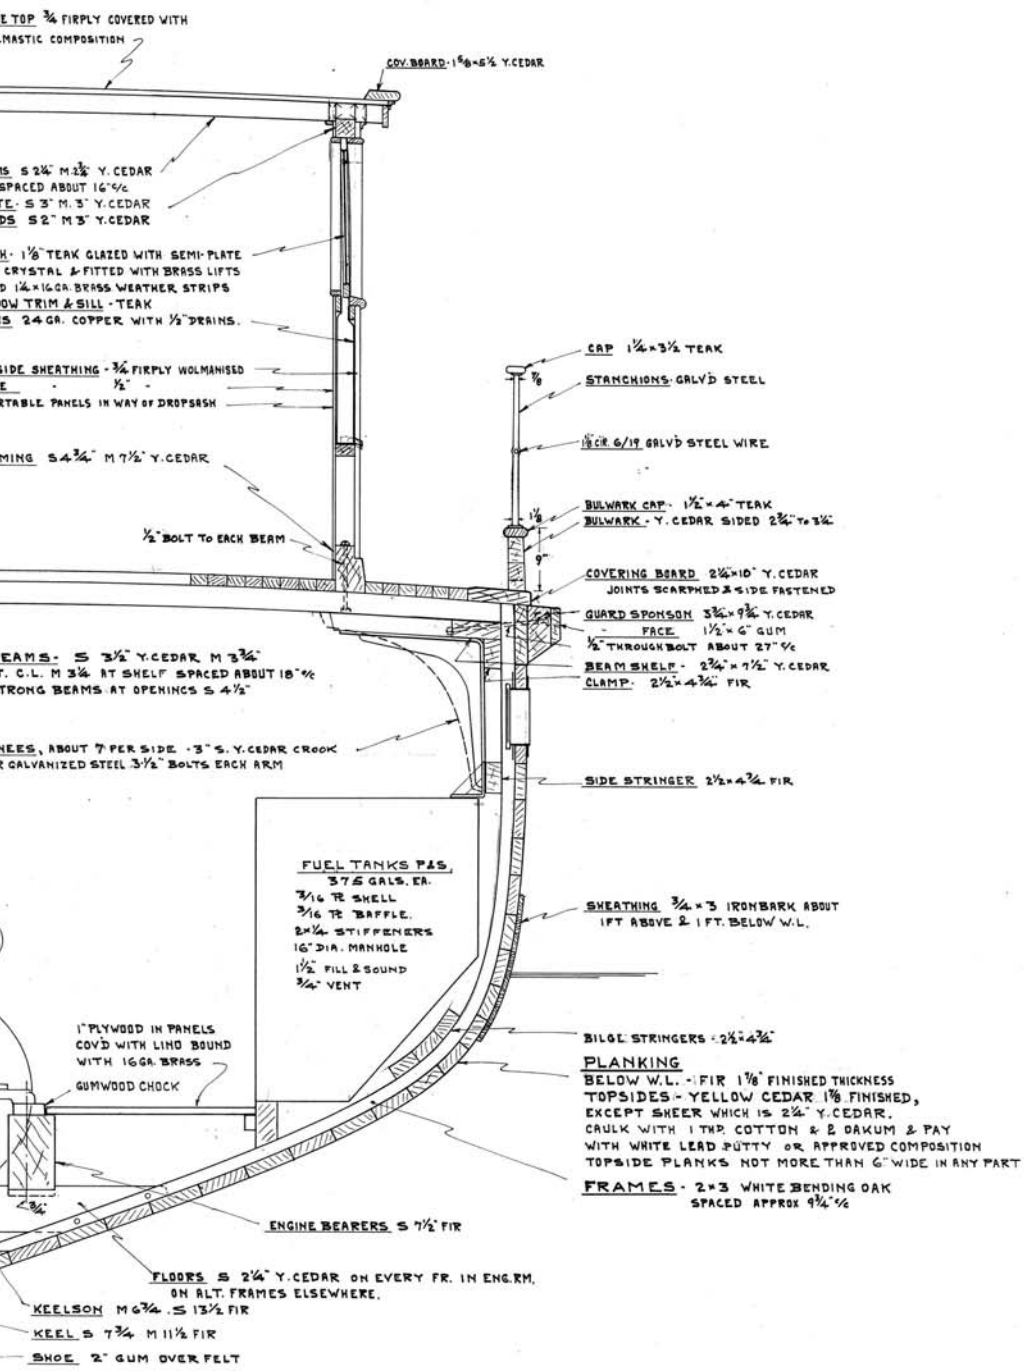 E TOP ¾ FIRPLY COVERED WITH
MASTIC COMPOSITION
COV. BOARD - 1⅝ × 5½ Y.CEDAR
MS S 2¼" M.2¾" Y. CEDAR
SPACED ABOUT 16" c/c
TE - S 3" M. 3" Y.CEDAR
DS S 2" M 3" Y.CEDAR
H - 1⅛" TEAK GLAZED WITH SEMI-PLATE
CRYSTAL & FITTED WITH BRASS LIFTS
D 1¼ × 16GA. BRASS WEATHER STRIPS
OW TRIM & SILL - TEAK
S 24 GA. COPPER WITH ½" DRAINS.
SIDE SHEATHING - ¾ FIRPLY WOLMANISED
E - ½" -
RTABLE PANELS IN WAY OF DROPSASH
MING S 4¾" M 7½" Y.CEDAR
½" BOLT TO EACH BEAM
CAP 1¼ × 3½ TEAK
⅞
STANCHIONS - GALV'D STEEL
1⅛ CIR. 6/19 GALV'D STEEL WIRE
BULWARK CAP - 1½" × 4" TEAK
1⅛
BULWARK - Y. CEDAR SIDED 2¾" TO 3¼"
9"
COVERING BOARD 2¼" × 10" Y. CEDAR
JOINTS SCARPHED & SIDE FASTENED
GUARD SPONSON 3¾ × 9¾ Y. CEDAR
- FACE 1½ × 6" GUM
½" THROUGHBOLT ABOUT 27" c/c
BEAM SHELF - 2¾" × 7½" Y. CEDAR
CLAMP - 2½" × 4¾" FIR
EAMS - S 3½" Y.CEDAR M 3¾"
T. C.L. M 3¼ AT SHELF SPACED ABOUT 18" c/c
TRONG BEAMS AT OPENINGS S 4½"
NEES, ABOUT 7 PER SIDE - 3" S. Y.CEDAR CROOK
R GALVANIZED STEEL 3-½" BOLTS EACH ARM
SIDE STRINGER 2½ × 4¾ FIR
FUEL TANKS P&S,
375 GALS. EA.
3/16 PL SHELL
3/16 PL BAFFLE.
2×¼ STIFFENERS
16" DIA. MANHOLE
1½" FILL & SOUND
¾" VENT
SHEATHING ¾ × 3 IRONBARK ABOUT
1FT ABOVE & 1 FT. BELOW W.L.
1" PLYWOOD IN PANELS
COV'D WITH LINO BOUND
WITH 16GA. BRASS
GUMWOOD CHOCK
BILGE STRINGERS - 2½" × 4¾"
PLANKING
BELOW W.L. - FIR 1⅞" FINISHED THICKNESS
TOPSIDES - YELLOW CEDAR 1⅞ FINISHED,
EXCEPT SHEER WHICH IS 2¼" Y.CEDAR.
CAULK WITH 1 THD. COTTON & 2 OAKUM & PAY
WITH WHITE LEAD PUTTY OR APPROVED COMPOSITION
TOPSIDE PLANKS NOT MORE THAN 6" WIDE IN ANY PART
FRAMES - 2×3 WHITE BENDING OAK
SPACED APPROX 9¾" c/c
¾"
ENGINE BEARERS S 7½" FIR
FLOORS S 2¼" Y.CEDAR ON EVERY FR. IN ENG.RM,
ON ALT. FRAMES ELSEWHERE.
KEELSON M 6¾ . S 13½ FIR
KEEL S 7¾ M 11½ FIR
SHOE 2" GUM OVER FELT